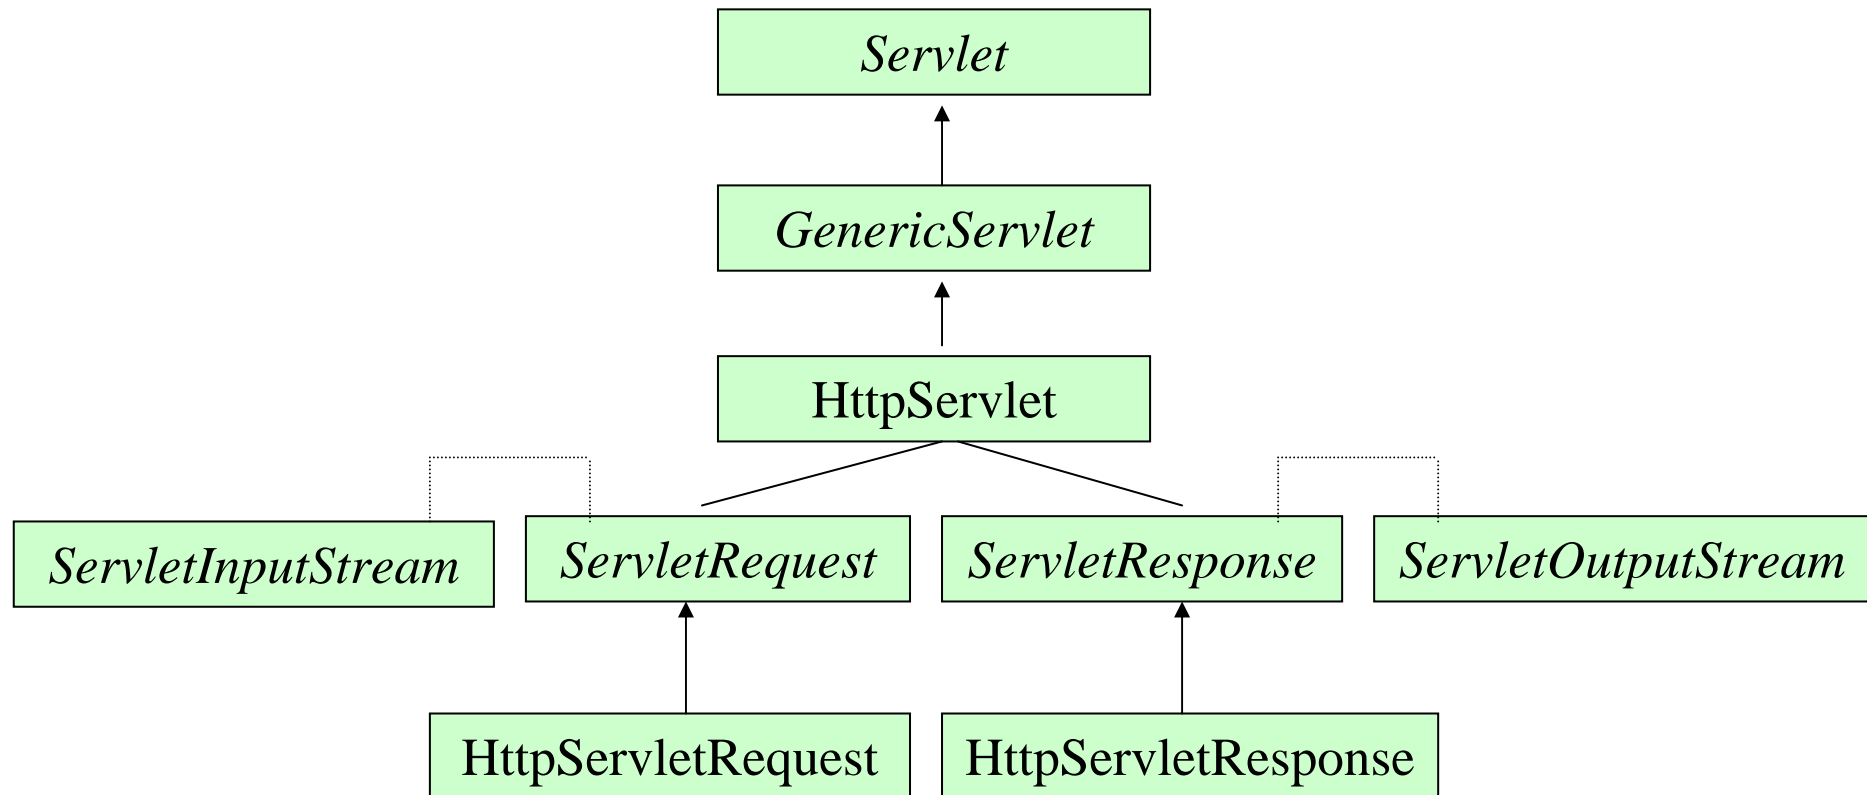 Servlet
GenericServlet
HttpServlet
ServletInputStream
ServletRequest
ServletResponse
ServletOutputStream
HttpServletRequest
HttpServletResponse